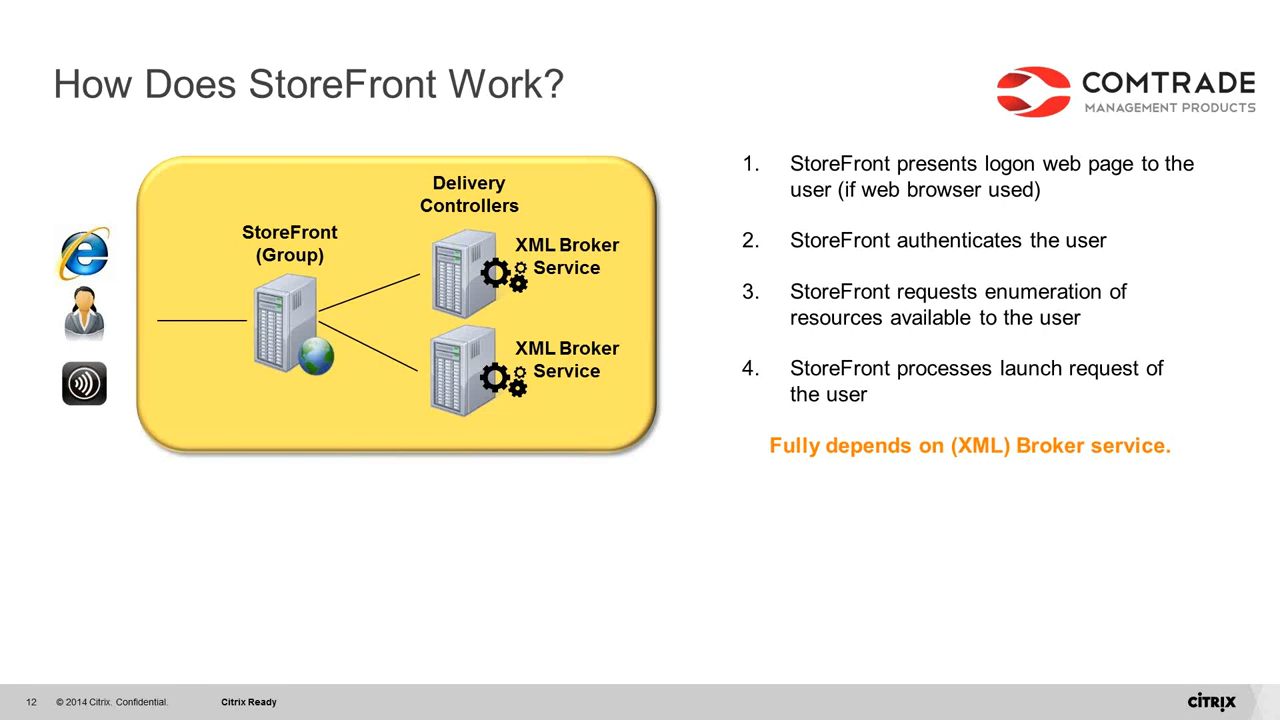 How Does StoreFront Work?
COMTRADE
MANAGEMENT PRODUCTS
Delivery
Controllers
StoreFront
(Group)
XML Broker
Service
XML Broker
Service
1. StoreFront presents logon web page to the
user (if web browser used)
2. StoreFront authenticates the user
3. StoreFront requests enumeration of
resources available to the user
4. StoreFront processes launch request of
the user
Fully depends on (XML) Broker service.
12 © 2014 Citrix. Confidential. Citrix Ready
CITRIX